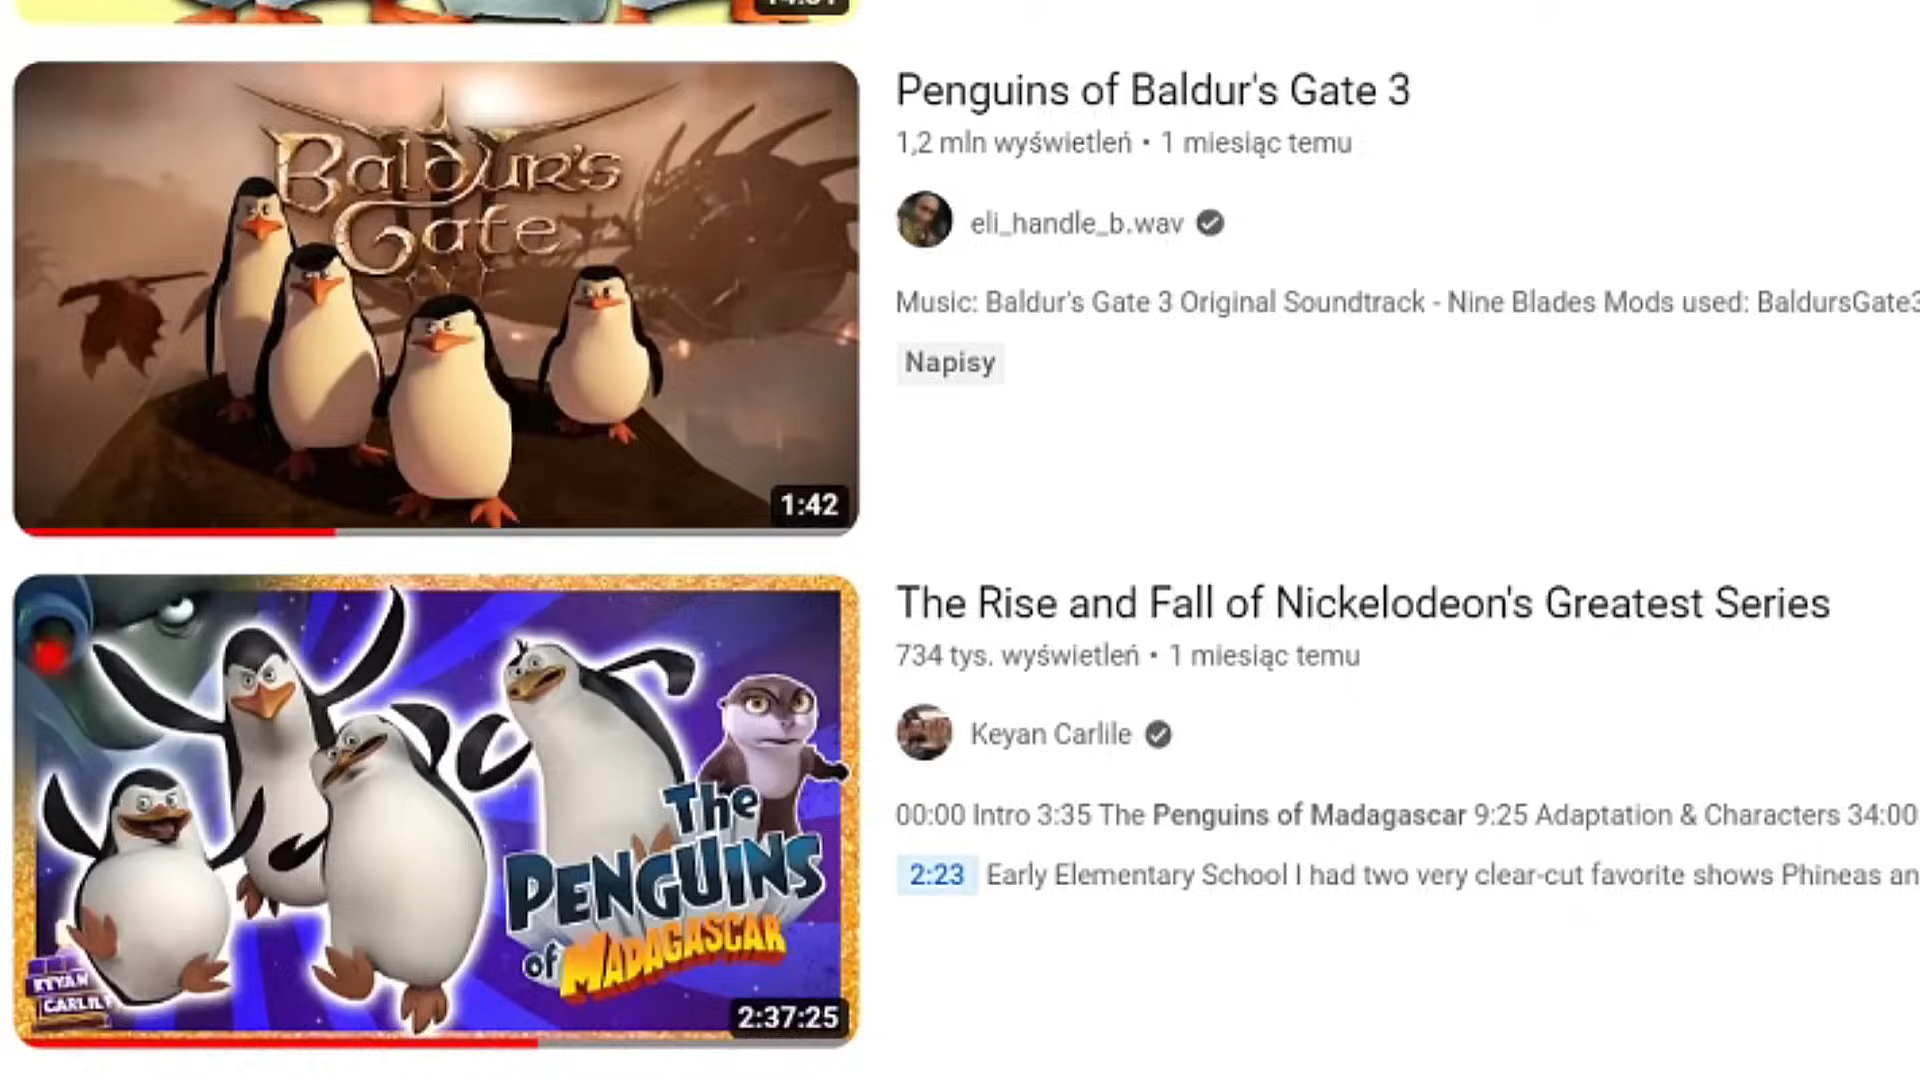 Baldur's
Gate
1:42
Penguins of Baldur's Gate 3
1,2 mln wyświetleń • 1 miesiąc temu
eli_handle_b.wav
Music: Baldur's Gate 3 Original Soundtrack - Nine Blades Mods used: BaldursGate3
Napisy
The
PENGUINS
of MADAGASCAR
KEYAN
CARLILE
2:37:25
The Rise and Fall of Nickelodeon's Greatest Series
734 tys. wyświetleń • 1 miesiąc temu
Keyan Carlile
00:00 Intro 3:35 The Penguins of Madagascar 9:25 Adaptation & Characters 34:00
2:23 Early Elementary School I had two very clear-cut favorite shows Phineas an